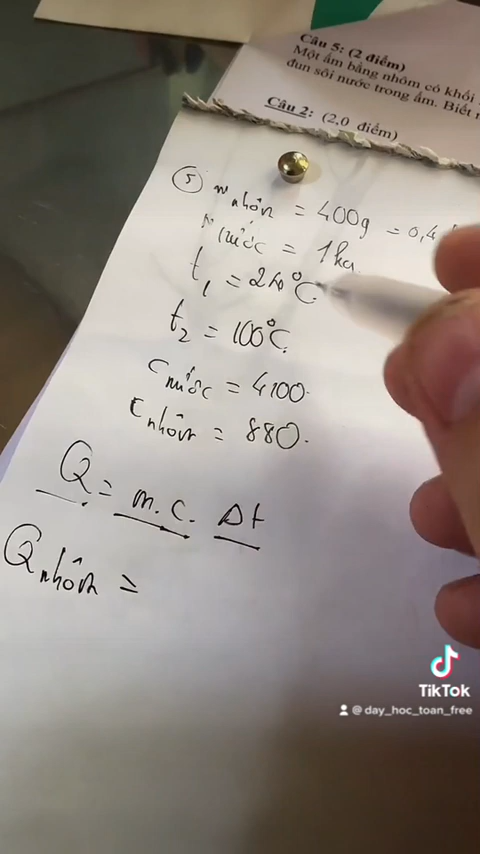 Câu 5: (2 điểm)
Một ấm bằng nhôm có khối
đun sôi nước trong ấm. Biết
Câu 2: (2,0 điểm)
5 m nhôm = 400g = 0,4
m nước = 1kg
t1 = 24°C
t2 = 100°C.
c nước = 4100.
c nhôm = 880.
Q = m.c. Δt
Q nhôm =
TikTok
@day_hoc_toan_free